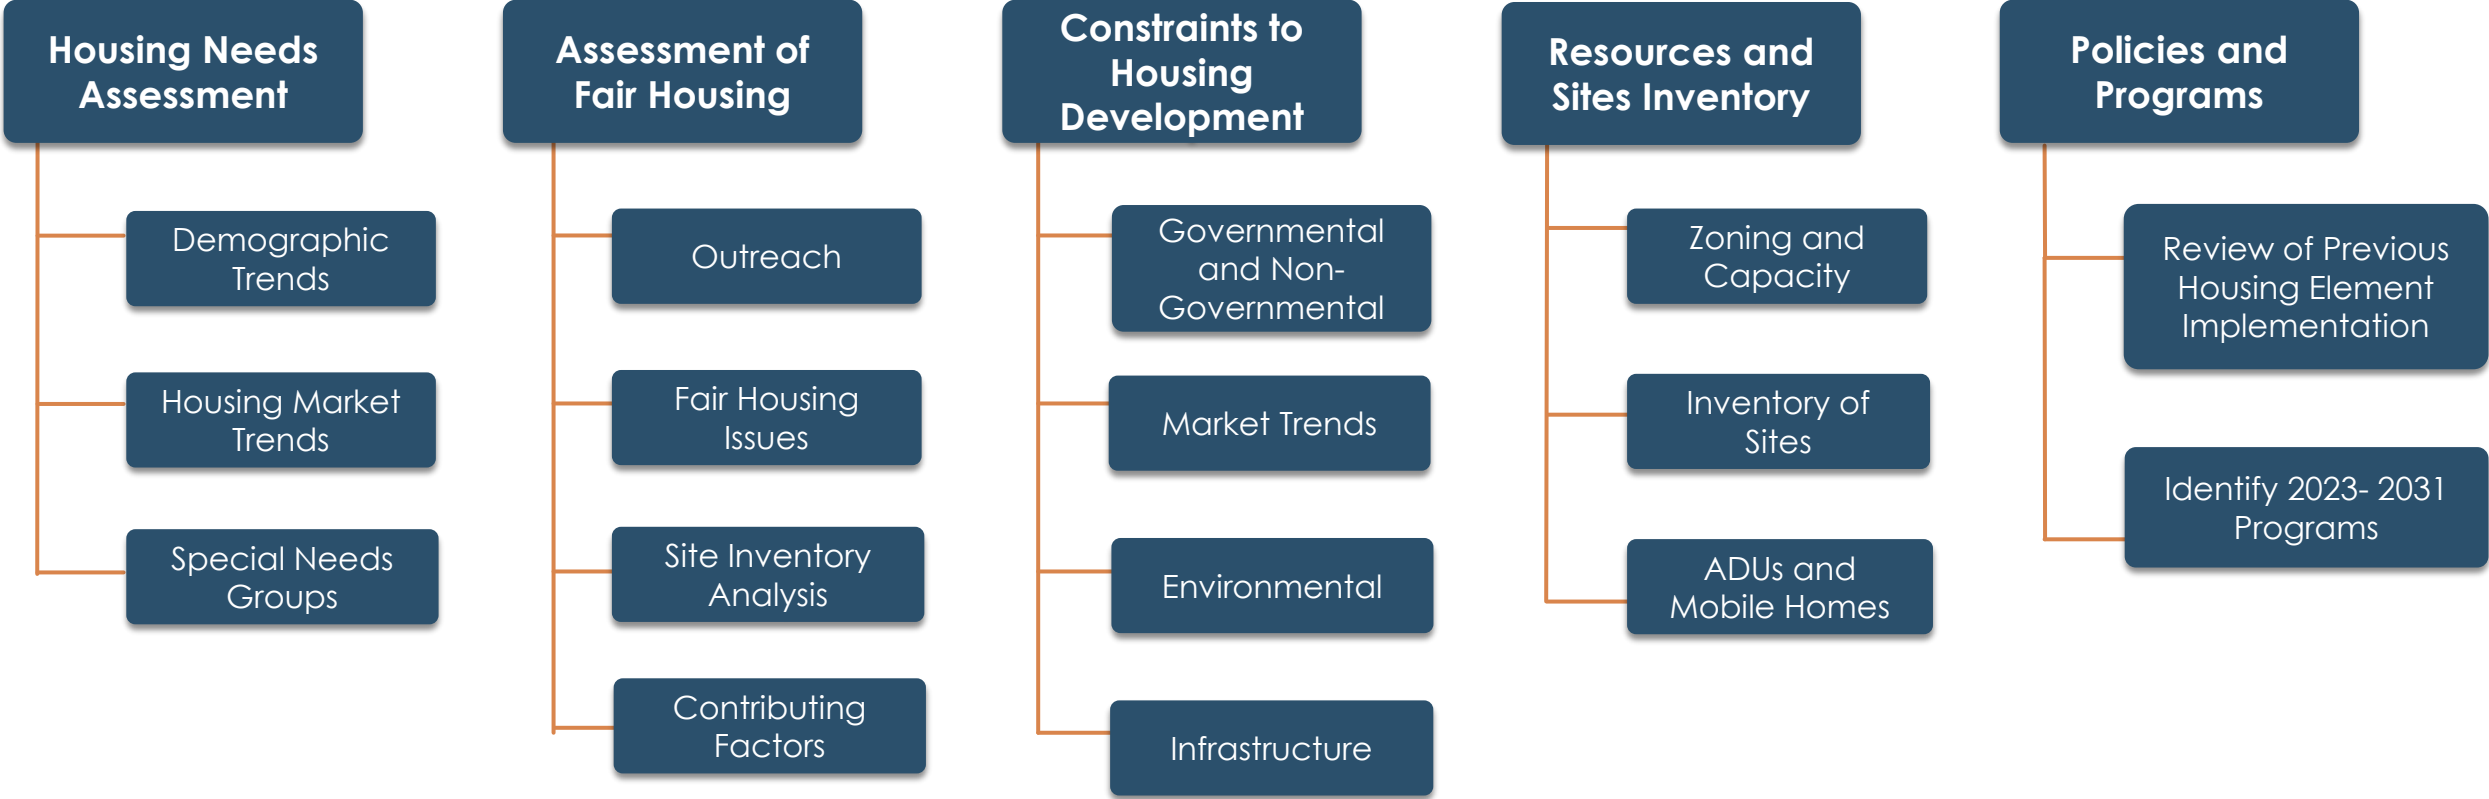 Housing Needs
Assessment
Demographic
Trends
Housing Market
Trends
Special Needs
Groups
Assessment of
Fair Housing
Outreach
Fair Housing
Issues
Site Inventory
Analysis
Contributing
Factors
Constraints to
Housing
Development
Governmental
and Non-
Governmental
Market Trends
Environmental
Infrastructure
Resources and
Sites Inventory
Zoning and
Capacity
Inventory of
Sites
ADUs and
Mobile Homes
Policies and
Programs
Review of Previous
Housing Element
Implementation
Identify 2023- 2031
Programs